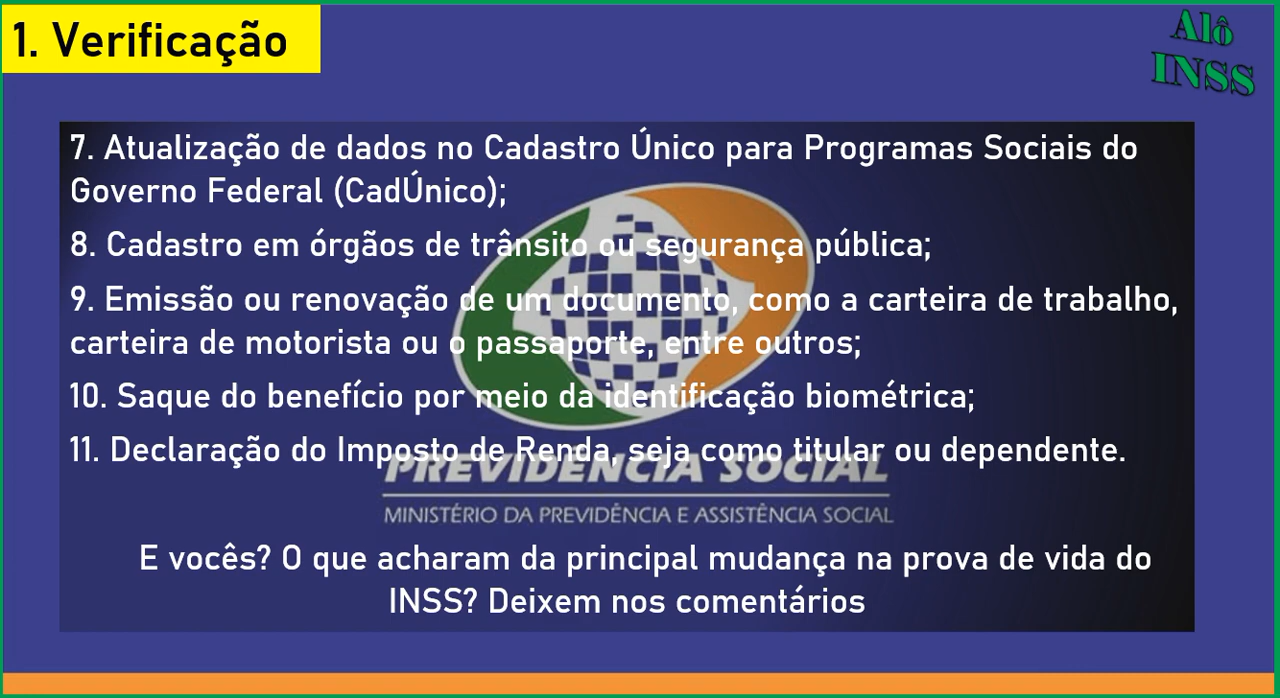 1. Verificação
Alô
INSS
7. Atualização de dados no Cadastro Único para Programas Sociais do
Governo Federal (CadÚnico);
8. Cadastro em órgãos de trânsito ou segurança pública;
9. Emissão ou renovação de um documento, como a carteira de trabalho,
carteira de motorista ou o passaporte, entre outros;
10. Saque do benefício por meio da identificação biométrica;
11. Declaração do Imposto de Renda, seja como titular ou dependente.
PREVIDÊNCIA SOCIAL
MINISTÉRIO DA PREVIDÊNCIA E ASSISTÊNCIA SOCIAL
E vocês? O que acharam da principal mudança na prova de vida do
INSS? Deixem nos comentários